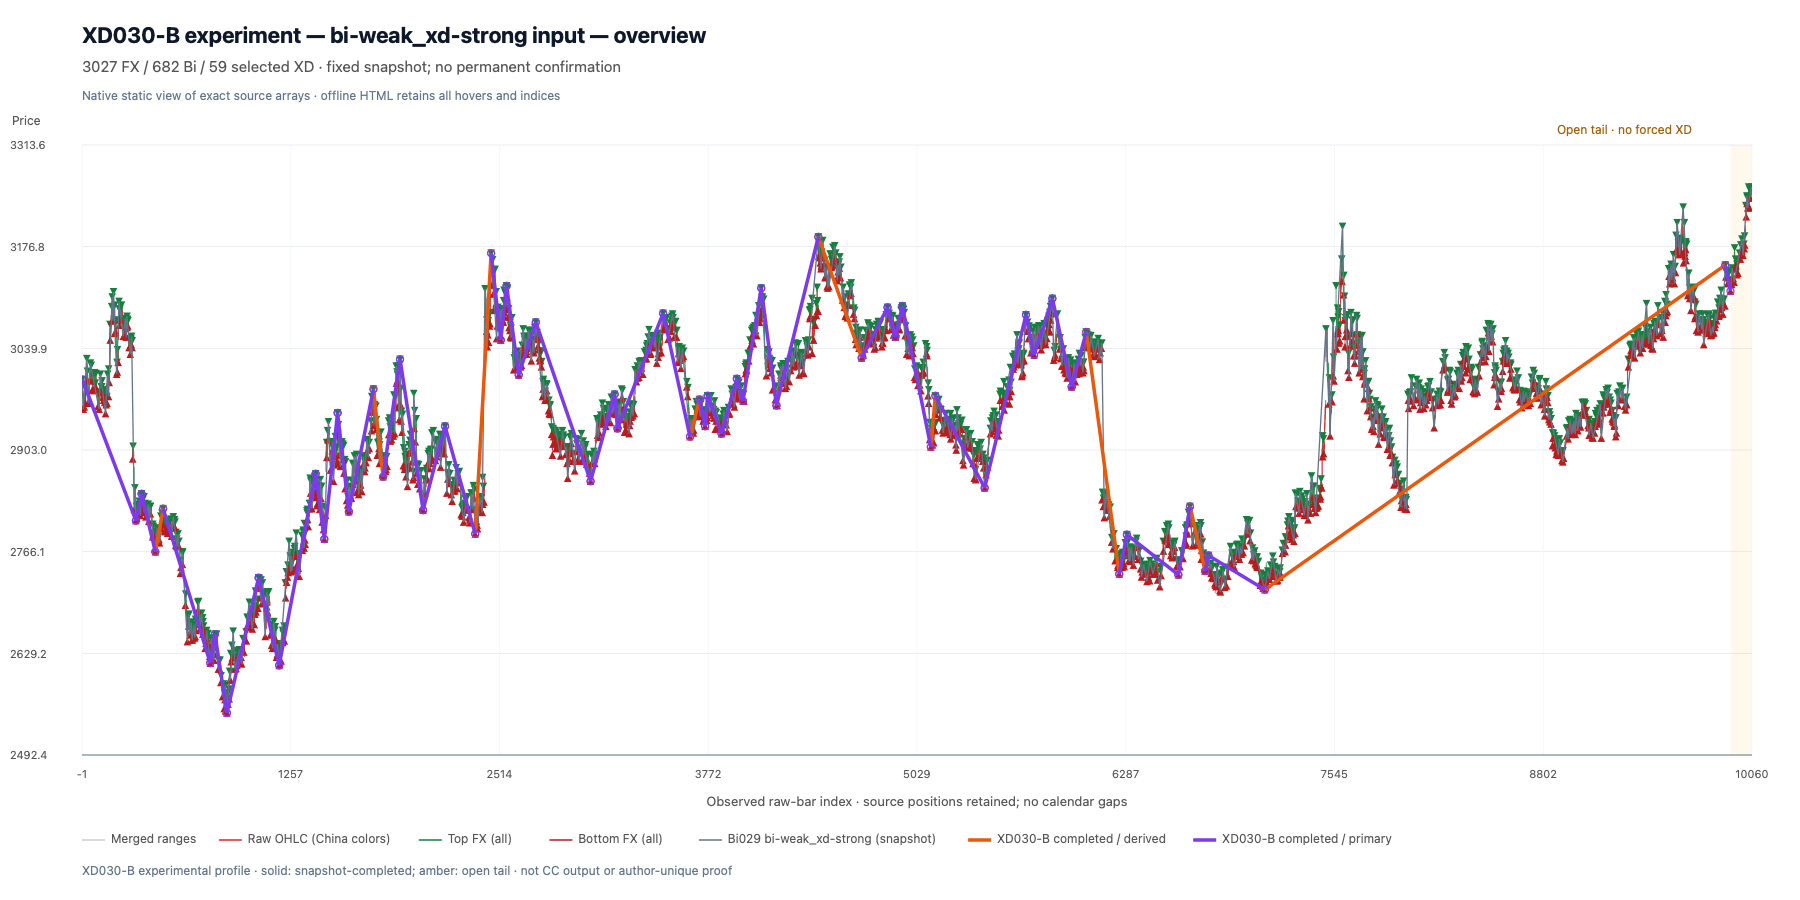 XD030-B experiment — bi-weak_xd-strong input — overview
3027 FX / 682 Bi / 59 selected XD · fixed snapshot; no permanent confirmation
Native static view of exact source arrays · offline HTML retains all hovers and indices
Price
Open tail · no forced XD
3313.6
3176.8
3039.9
2903.0
2766.1
2629.2
2492.4
-1 1257 2514 3772 5029 6287 7545 8802 10060
Observed raw-bar index · source positions retained; no calendar gaps
Merged ranges Raw OHLC (China colors) Top FX (all) Bottom FX (all) Bi029 bi-weak_xd-strong (snapshot) XD030-B completed / derived XD030-B completed / primary
XD030-B experimental profile · solid: snapshot-completed; amber: open tail · not CC output or author-unique proof